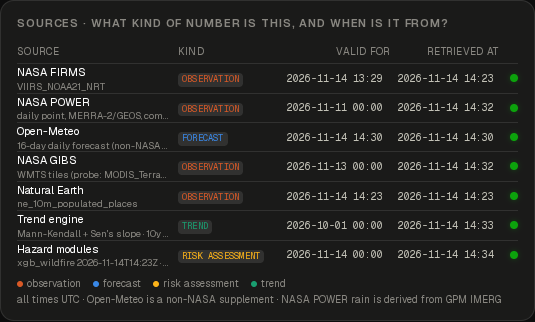 SOURCES · WHAT KIND OF NUMBER IS THIS, AND WHEN IS IT FROM?
SOURCE KIND VALID FOR RETRIEVED AT
NASA FIRMS
VIIRS_NOAA21_NRT OBSERVATION 2026-11-14 13:29 2026-11-14 14:23
NASA POWER
daily point, MERRA-2/GEOS,com... OBSERVATION 2026-11-11 00:00 2026-11-14 14:32
Open-Meteo
16-day daily forecast (non-NASA... FORECAST 2026-11-14 14:30 2026-11-14 14:30
NASA GIBS
WMTS tiles (probe: MODIS_Terra... OBSERVATION 2026-11-13 00:00 2026-11-14 14:32
Natural Earth
ne_10m_populated_places OBSERVATION 2026-11-14 14:23 2026-11-14 14:23
Trend engine
Mann-Kendall + Sen's slope · 10y... TREND 2026-10-01 00:00 2026-11-14 14:33
Hazard modules
xgb_wildfire 2026-11-14T14:23Z · ... RISK ASSESSMENT 2026-11-14 00:00 2026-11-14 14:34
observation forecast risk assessment trend
all times UTC · Open-Meteo is a non-NASA supplement · NASA POWER rain is derived from GPM IMERG